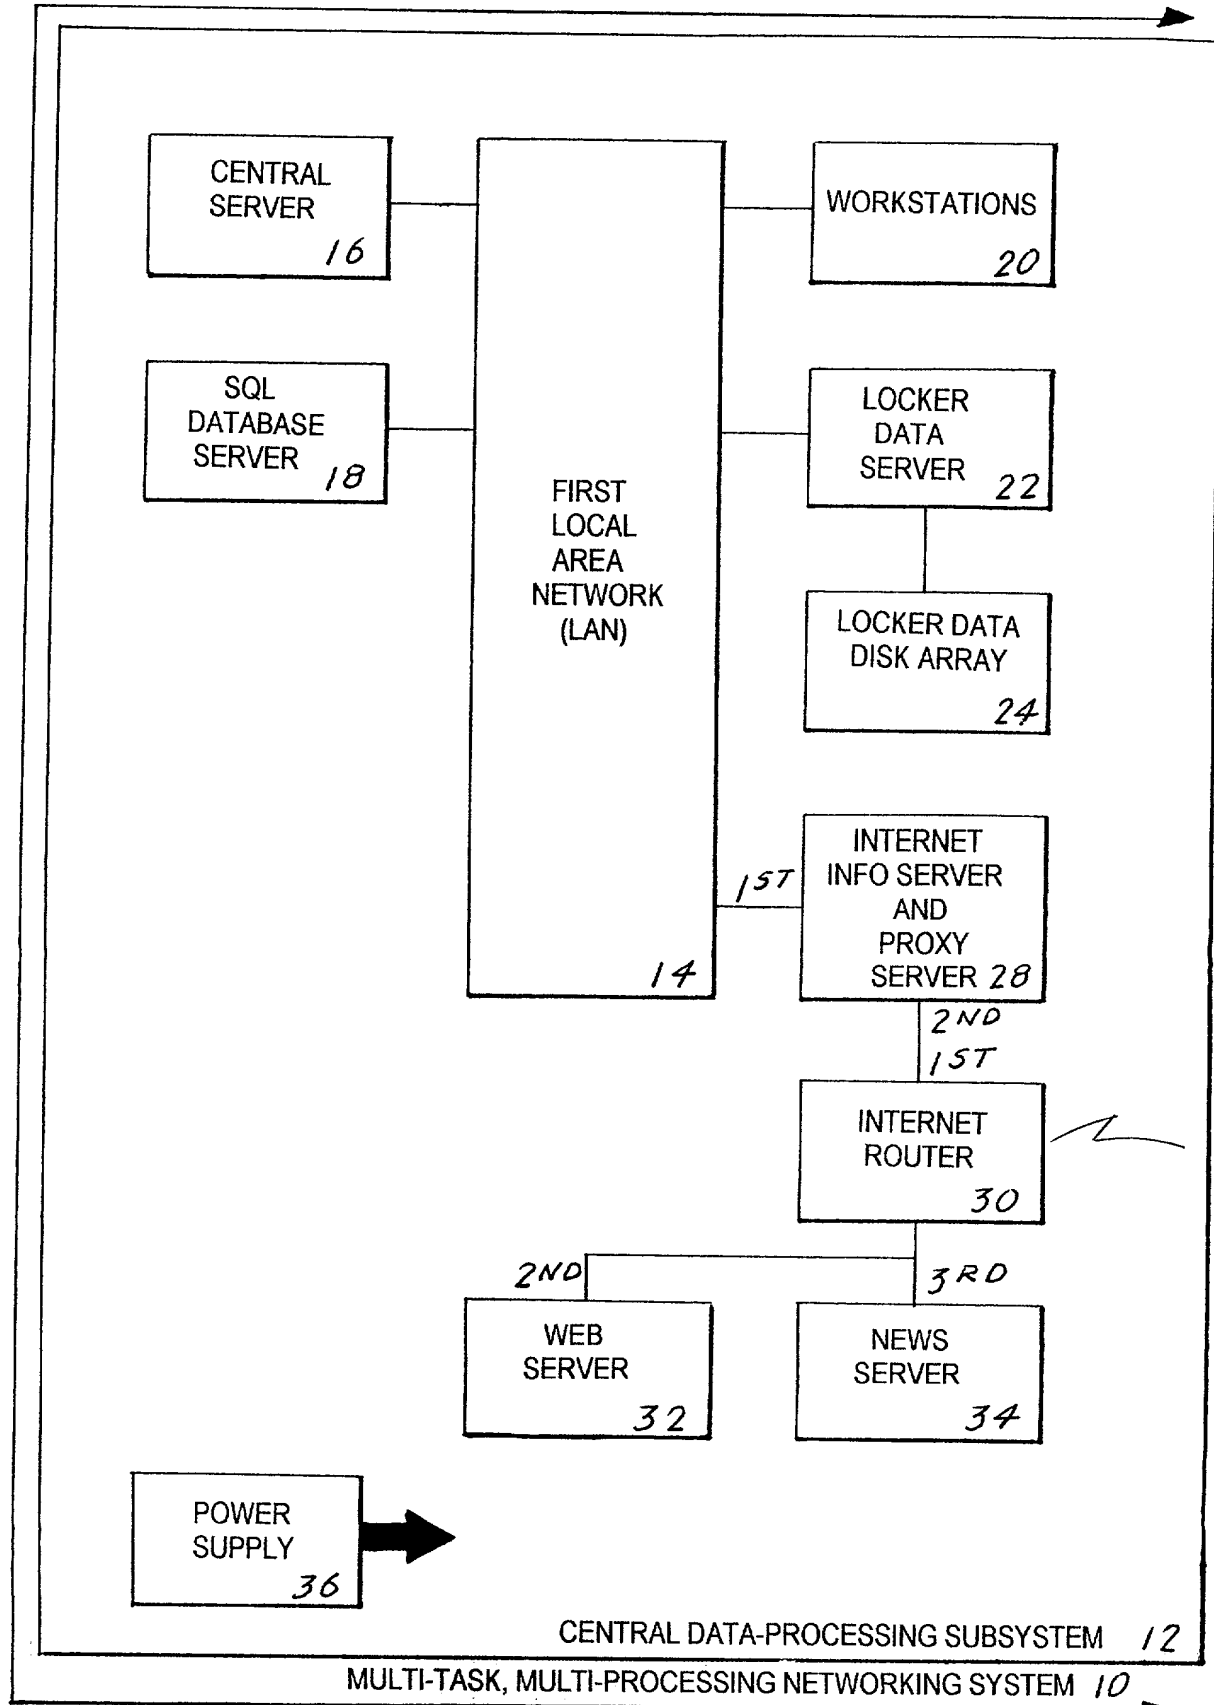 CENTRAL
SERVER
16
WORKSTATIONS
20
SQL
DATABASE
SERVER
18
LOCKER
DATA
SERVER
22
FIRST
LOCAL
AREA
NETWORK
(LAN)
14
LOCKER DATA
DISK ARRAY
24
1ST
INTERNET
INFO SERVER
AND
PROXY
SERVER 28
2ND
1ST
INTERNET
ROUTER
30
2ND
3RD
WEB
SERVER
32
NEWS
SERVER
34
POWER
SUPPLY
36
CENTRAL DATA-PROCESSING SUBSYSTEM 12
MULTI-TASK, MULTI-PROCESSING NETWORKING SYSTEM 10